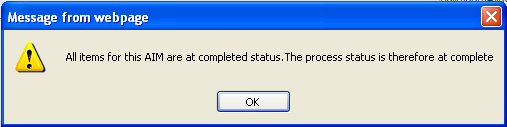 Message from webpage
All items for this AIM are at completed status.The process status is therefore at complete
OK